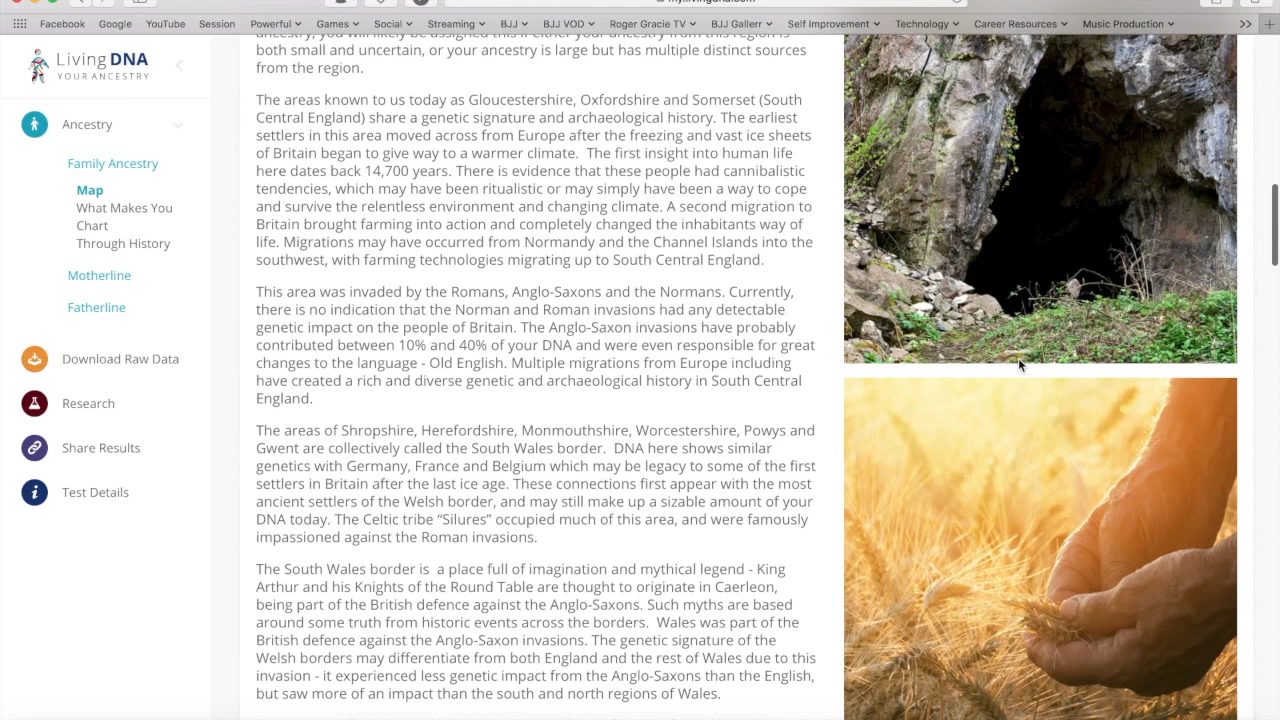 my.livingdna.com
Facebook Google YouTube Session Powerful Games Social Streaming BJJ BJJ VOD Roger Gracie TV BJJ Gallerr Self Improvement Technology Career Resources Music Production
Living DNA
YOUR ANCESTRY
Ancestry
Family Ancestry
Map
What Makes You
Chart
Through History
Motherline
Fatherline
Download Raw Data
Research
Share Results
Test Details
ancestry, you will likely be assigned this if either your ancestry from this region is
both small and uncertain, or your ancestry is large but has multiple distinct sources
from the region.
The areas known to us today as Gloucestershire, Oxfordshire and Somerset (South
Central England) share a genetic signature and archaeological history. The earliest
settlers in this area moved across from Europe after the freezing and vast ice sheets
of Britain began to give way to a warmer climate.  The first insight into human life
here dates back 14,700 years. There is evidence that these people had cannibalistic
tendencies, which may have been ritualistic or may simply have been a way to cope
and survive the relentless environment and changing climate. A second migration to
Britain brought farming into action and completely changed the inhabitants way of
life. Migrations may have occurred from Normandy and the Channel Islands into the
southwest, with farming technologies migrating up to South Central England.
This area was invaded by the Romans, Anglo-Saxons and the Normans. Currently,
there is no indication that the Norman and Roman invasions had any detectable
genetic impact on the people of Britain. The Anglo-Saxon invasions have probably
contributed between 10% and 40% of your DNA and were even responsible for great
changes to the language - Old English. Multiple migrations from Europe including
have created a rich and diverse genetic and archaeological history in South Central
England.
The areas of Shropshire, Herefordshire, Monmouthshire, Worcestershire, Powys and
Gwent are collectively called the South Wales border.  DNA here shows similar
genetics with Germany, France and Belgium which may be legacy to some of the first
settlers in Britain after the last ice age. These connections first appear with the most
ancient settlers of the Welsh border, and may still make up a sizable amount of your
DNA today. The Celtic tribe “Silures” occupied much of this area, and were famously
impassioned against the Roman invasions.
The South Wales border is  a place full of imagination and mythical legend - King
Arthur and his Knights of the Round Table are thought to originate in Caerleon,
being part of the British defence against the Anglo-Saxons. Such myths are based
around some truth from historic events across the borders.  Wales was part of the
British defence against the Anglo-Saxon invasions. The genetic signature of the
Welsh borders may differentiate from both England and the rest of Wales due to this
invasion - it experienced less genetic impact from the Anglo-Saxons than the English,
but saw more of an impact than the south and north regions of Wales.